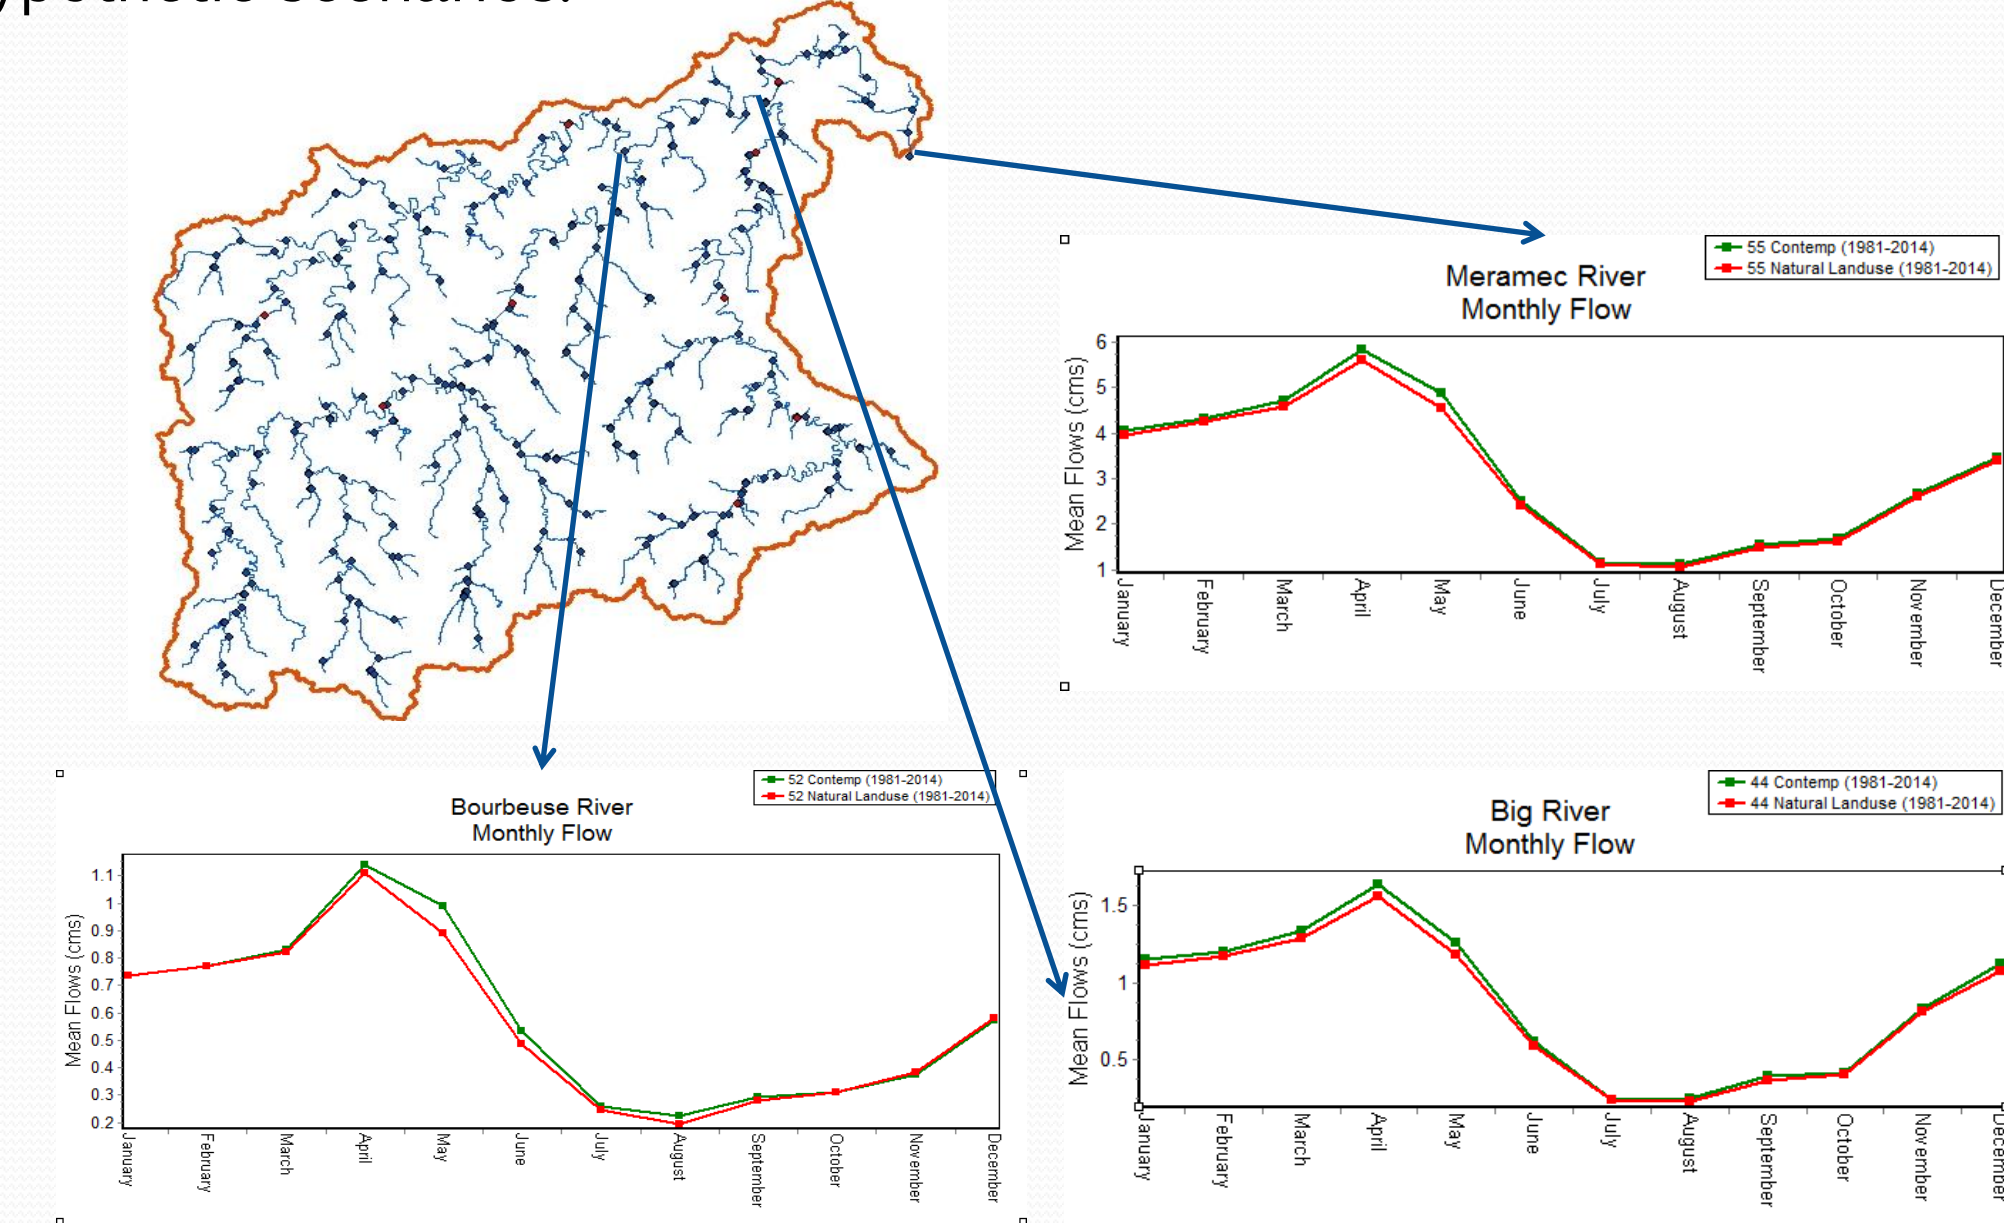 55 Contemp (1981-2014)
55 Natural Landuse (1981-2014)
Meramec River
Monthly Flow
Mean Flows (cms)
6
5
4
3
2
1
January
February
March
April
May
June
July
August
September
October
November
December
52 Contemp (1981-2014)
52 Natural Landuse (1981-2014)
Bourbeuse River
Monthly Flow
Mean Flows (cms)
1.1
1
0.9
0.8
0.7
0.6
0.5
0.4
0.3
0.2
January
February
March
April
May
June
July
August
September
October
November
December
44 Contemp (1981-2014)
44 Natural Landuse (1981-2014)
Big River
Monthly Flow
Mean Flows (cms)
1.5
1
0.5
January
February
March
April
May
June
July
August
September
October
November
December